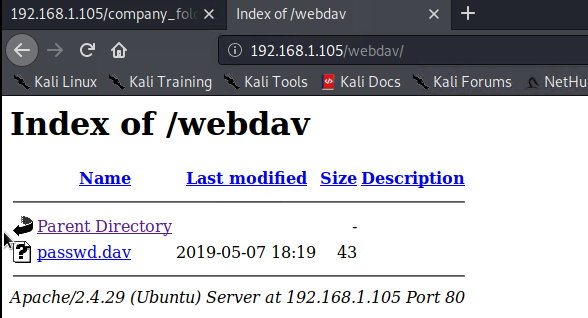 192.168.1.105/company_fol
Index of /webdav
192.168.1.105/webdav/
Kali Linux Kali Training Kali Tools Kali Docs Kali Forums NetHu
Index of /webdav
Name Last modified Size Description
Parent Directory -
passwd.dav 2019-05-07 18:19 43
Apache/2.4.29 (Ubuntu) Server at 192.168.1.105 Port 80